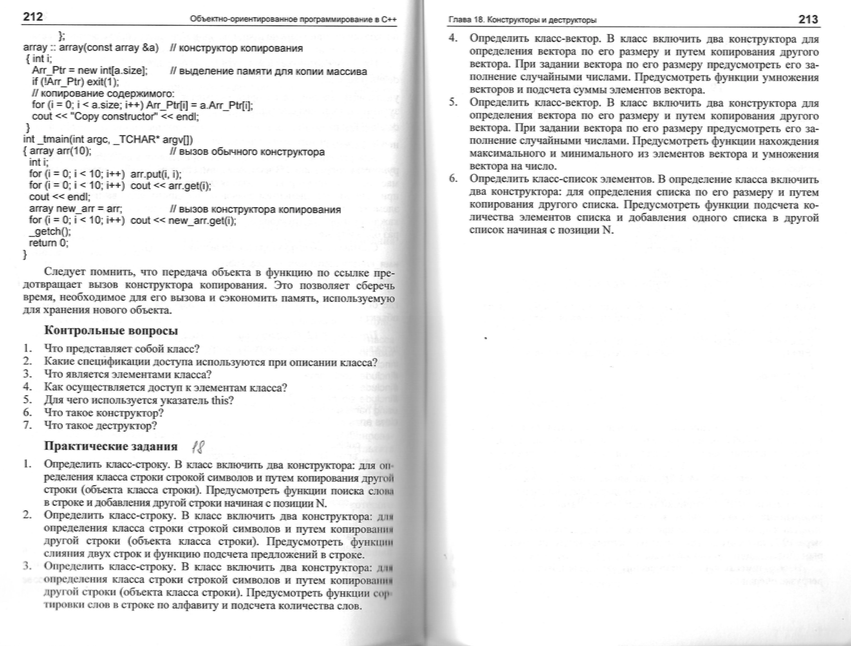 212 Объектно-ориентированное программирование в C++
};
array :: array(const array &a) // конструктор копирования
{ int i;
Arr_Ptr = new int[a.size]; // выделение памяти для копии массива
if (!Arr_Ptr) exit(1);
// копирование содержимого:
for (i = 0; i < a.size; i++) Arr_Ptr[i] = a.Arr_Ptr[i];
cout << "Copy constructor" << endl;
}
int _tmain(int argc, _TCHAR* argv[])
{ array arr(10); // вызов обычного конструктора
int i;
for (i = 0; i < 10; i++) arr.put(i, i);
for (i = 0; i < 10; i++) cout << arr.get(i);
cout << endl;
array new_arr = arr; // вызов конструктора копирования
for (i = 0; i < 10; i++) cout << new_arr.get(i);
_getch();
return 0;
}
Следует помнить, что передача объекта в функцию по ссылке пре-
дотвращает вызов конструктора копирования. Это позволяет сберечь
время, необходимое для его вызова и сэкономить память, используемую
для хранения нового объекта.
Контрольные вопросы
1. Что представляет собой класс?
2. Какие спецификации доступа используются при описании класса?
3. Что является элементами класса?
4. Как осуществляется доступ к элементам класса?
5. Для чего используется указатель this?
6. Что такое конструктор?
7. Что такое деструктор?
Практические задания 18
1. Определить класс-строку. В класс включить два конструктора: для оп-
ределения класса строки строкой символов и путем копирования другой
строки (объекта класса строки). Предусмотреть функции поиска слова
в строке и добавления другой строки начиная с позиции N.
2. Определить класс-строку. В класс включить два конструктора: для
определения класса строки строкой символов и путем копирования
другой строки (объекта класса строки). Предусмотреть функции
слияния двух строк и функцию подсчета предложений в строке.
3. Определить класс-строку. В класс включить два конструктора: для
определения класса строки строкой символов и путем копирования
другой строки (объекта класса строки). Предусмотреть функции сор-
тировки слов в строке по алфавиту и подсчета количества слов.
Глава 18. Конструкторы и деструкторы 213
4. Определить класс-вектор. В класс включить два конструктора для
определения вектора по его размеру и путем копирования другого
вектора. При задании вектора по его размеру предусмотреть его за-
полнение случайными числами. Предусмотреть функции умножения
векторов и подсчета суммы элементов вектора.
5. Определить класс-вектор. В класс включить два конструктора для
определения вектора по его размеру и путем копирования другого
вектора. При задании вектора по его размеру предусмотреть его за-
полнение случайными числами. Предусмотреть функции нахождения
максимального и минимального из элементов вектора и умножения
вектора на число.
6. Определить класс-список элементов. В определение класса включить
два конструктора: для определения списка по его размеру и путем
копирования другого списка. Предусмотреть функции подсчета ко-
личества элементов списка и добавления одного списка в другой
список начиная с позиции N.